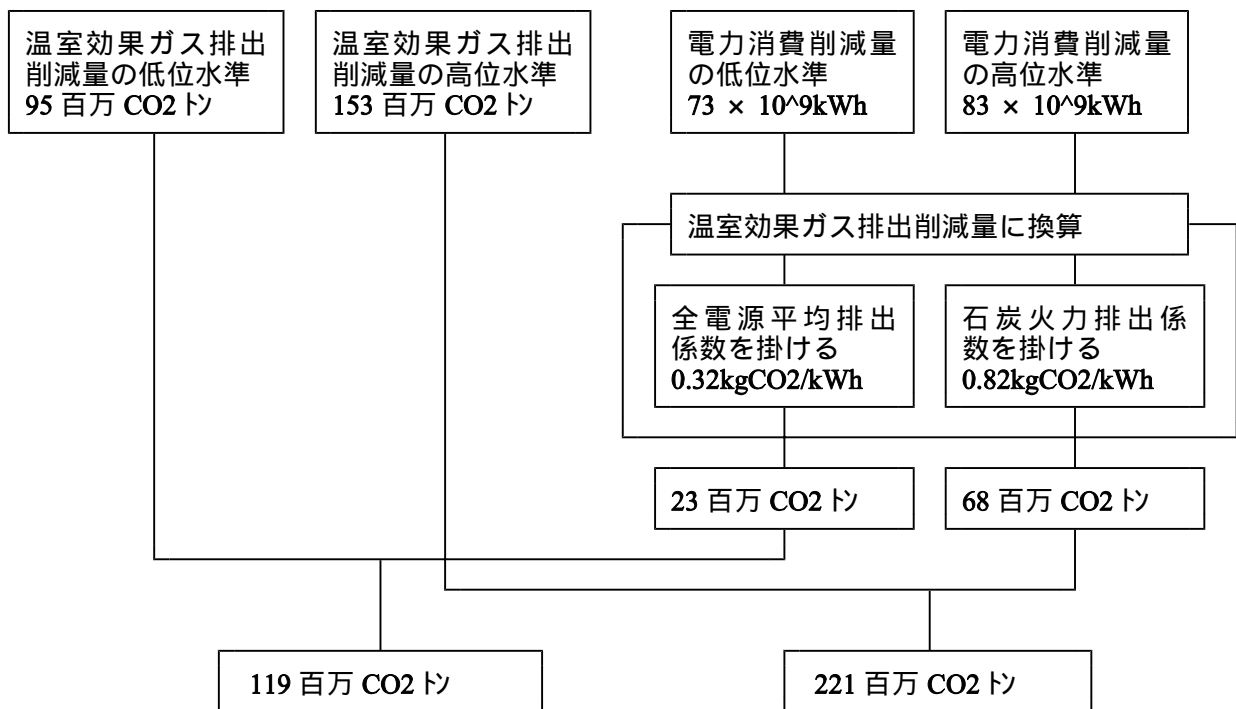 温室効果ガス排出
削減量の低位水準
95 百万 CO2 トン
温室効果ガス排出
削減量の高位水準
153 百万 CO2 トン
電力消費削減量
の低位水準
73 × 10^9kWh
電力消費削減量
の高位水準
83 × 10^9kWh
温室効果ガス排出削減量に換算
全電源平均排出
係数を掛ける
0.32kgCO2/kWh
石炭火力排出係
数を掛ける
0.82kgCO2/kWh
23 百万 CO2 トン
68 百万 CO2 トン
119 百万 CO2 トン
221 百万 CO2 トン